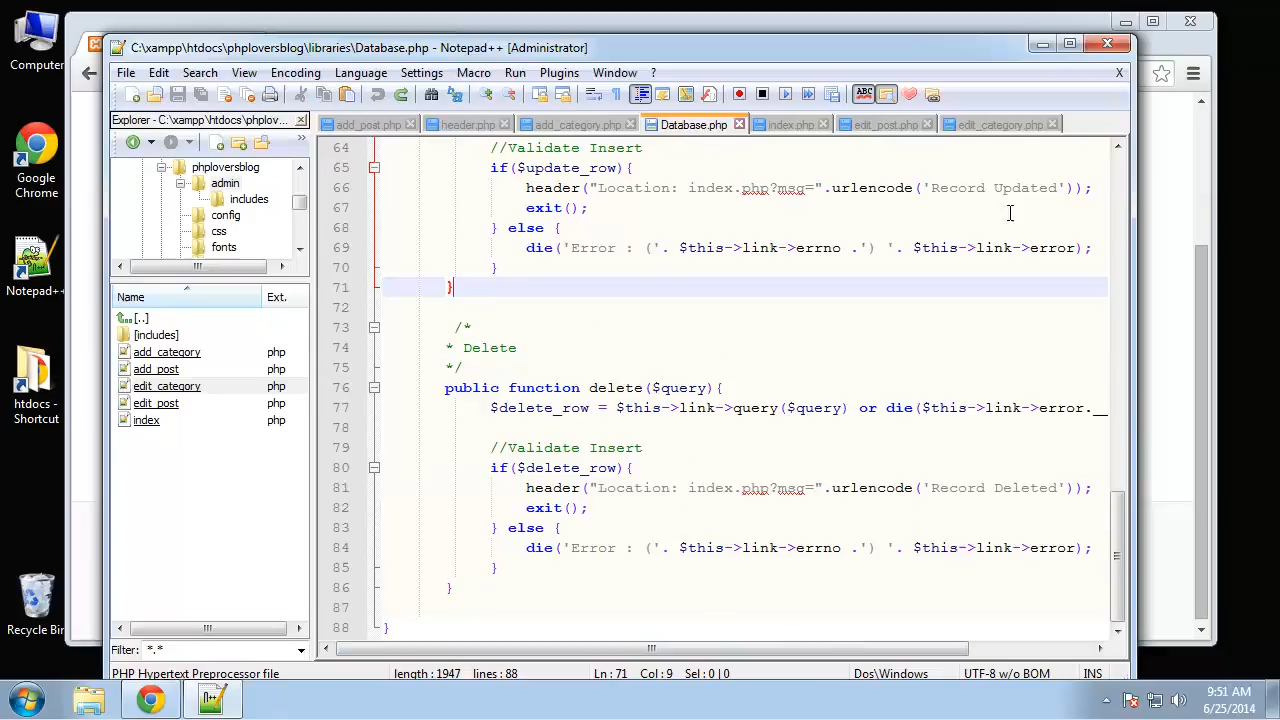 Computer
Google
Chrome
Notepad++
htdocs -
Shortcut
Recycle Bin
C:\xampp\htdocs\phploversblog\libraries\Database.php - Notepad++ [Administrator]
File Edit Search View Encoding Language Settings Macro Run Plugins Window ? X
Explorer - C:\xampp\htdocs\phplov...
add_post.php header.php add_category.php Database.php index.php edit_post.php edit_category.php
phploversblog
admin
includes
config
css
fonts
Name Ext.
[..]
[includes]
add_category php
add_post php
edit_category php
edit_post php
index php
Filter: *.*
64 //Validate Insert
65 if($update_row){
66 header("Location: index.php?msg=".urlencode('Record Updated'));
67 exit();
68 } else {
69 die('Error : ('. $this->link->errno .') '. $this->link->error);
70 }
71 }
72
73 /*
74 * Delete
75 */
76 public function delete($query){
77 $delete_row = $this->link->query($query) or die($this->link->error.__
78
79 //Validate Insert
80 if($delete_row){
81 header("Location: index.php?msg=".urlencode('Record Deleted'));
82 exit();
83 } else {
84 die('Error : ('. $this->link->errno .') '. $this->link->error);
85 }
86 }
87
88 }
PHP Hypertext Preprocessor file length : 1947 lines : 88 Ln : 71 Col : 9 Sel : 0 | 0 Dos\Windows UTF-8 w/o BOM INS
9:51 AM
6/25/2014